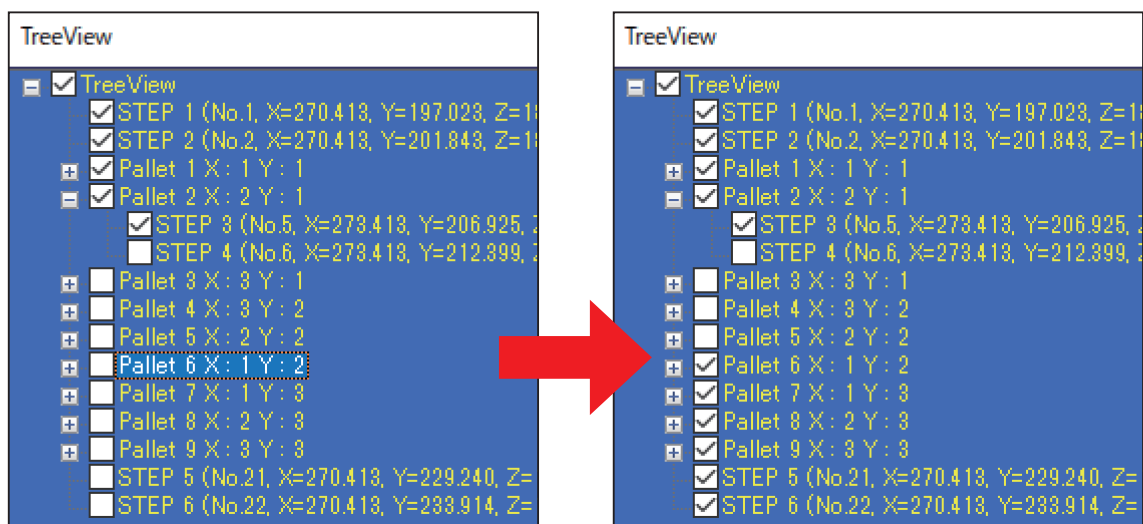 TreeView
TreeView
STEP 1 (No.1, X=270.413, Y=197.023, Z=18
STEP 2 (No.2, X=270.413, Y=201.843, Z=18
Pallet 1 X : 1 Y : 1
Pallet 2 X : 2 Y : 1
STEP 3 (No.5, X=273.413, Y=206.925,
STEP 4 (No.6, X=273.413, Y=212.399,
Pallet 3 X : 3 Y : 1
Pallet 4 X : 3 Y : 2
Pallet 5 X : 2 Y : 2
Pallet 6 X : 1 Y : 2
Pallet 7 X : 1 Y : 3
Pallet 8 X : 2 Y : 3
Pallet 9 X : 3 Y : 3
STEP 5 (No.21, X=270.413, Y=229.240, Z=
STEP 6 (No.22, X=270.413, Y=233.914, Z=
TreeView
TreeView
STEP 1 (No.1, X=270.413, Y=197.023, Z=18
STEP 2 (No.2, X=270.413, Y=201.843, Z=18
Pallet 1 X : 1 Y : 1
Pallet 2 X : 2 Y : 1
STEP 3 (No.5, X=273.413, Y=206.925,
STEP 4 (No.6, X=273.413, Y=212.399,
Pallet 3 X : 3 Y : 1
Pallet 4 X : 3 Y : 2
Pallet 5 X : 2 Y : 2
Pallet 6 X : 1 Y : 2
Pallet 7 X : 1 Y : 3
Pallet 8 X : 2 Y : 3
Pallet 9 X : 3 Y : 3
STEP 5 (No.21, X=270.413, Y=229.240, Z=
STEP 6 (No.22, X=270.413, Y=233.914, Z=